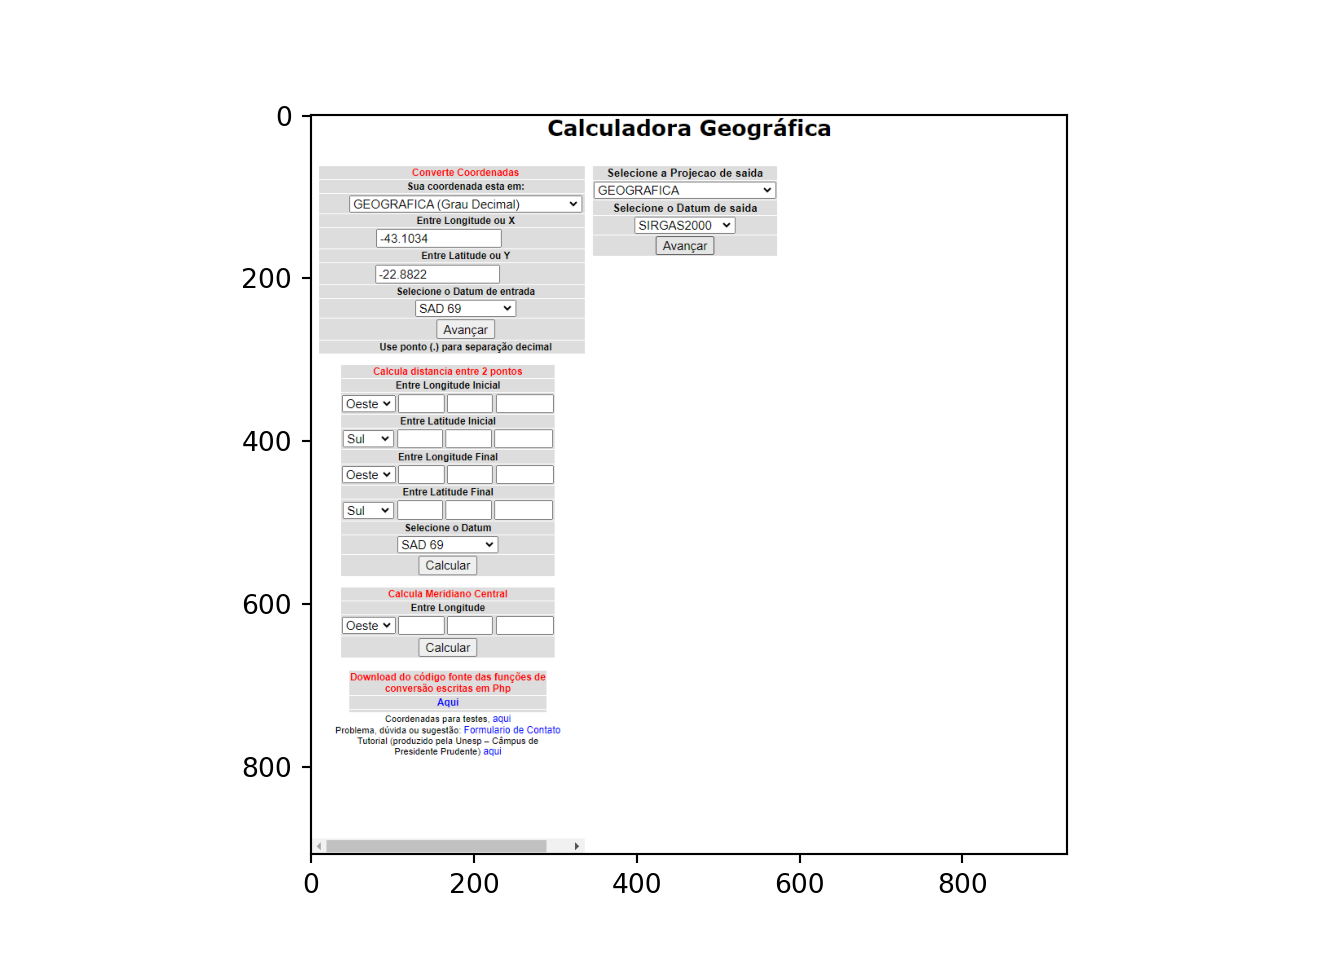 Calculadora Geográfica
Converte Coordenadas
Sua coordenada esta em:
GEOGRAFICA (Grau Decimal)
Entre Longitude ou X
-43.1034
Entre Latitude ou Y
-22.8822
Selecione o Datum de entrada
SAD 69
Avançar
Use ponto (.) para separação decimal
Selecione a Projecao de saida
GEOGRAFICA
Selecione o Datum de saida
SIRGAS2000
Avançar
Calcula distancia entre 2 pontos
Entre Longitude Inicial
Oeste
Entre Latitude Inicial
Sul
Entre Longitude Final
Oeste
Entre Latitude Final
Sul
Selecione o Datum
SAD 69
Calcular
Calcula Meridiano Central
Entre Longitude
Oeste
Calcular
Download do código fonte das funções de
conversão escritas em Php
Aqui
Coordenadas para testes, aqui
Problema, dúvida ou sugestão: Formulario de Contato
Tutorial (produzido pela Unesp – Câmpus de
Presidente Prudente) aqui
0
200
400
600
800
0 200 400 600 800